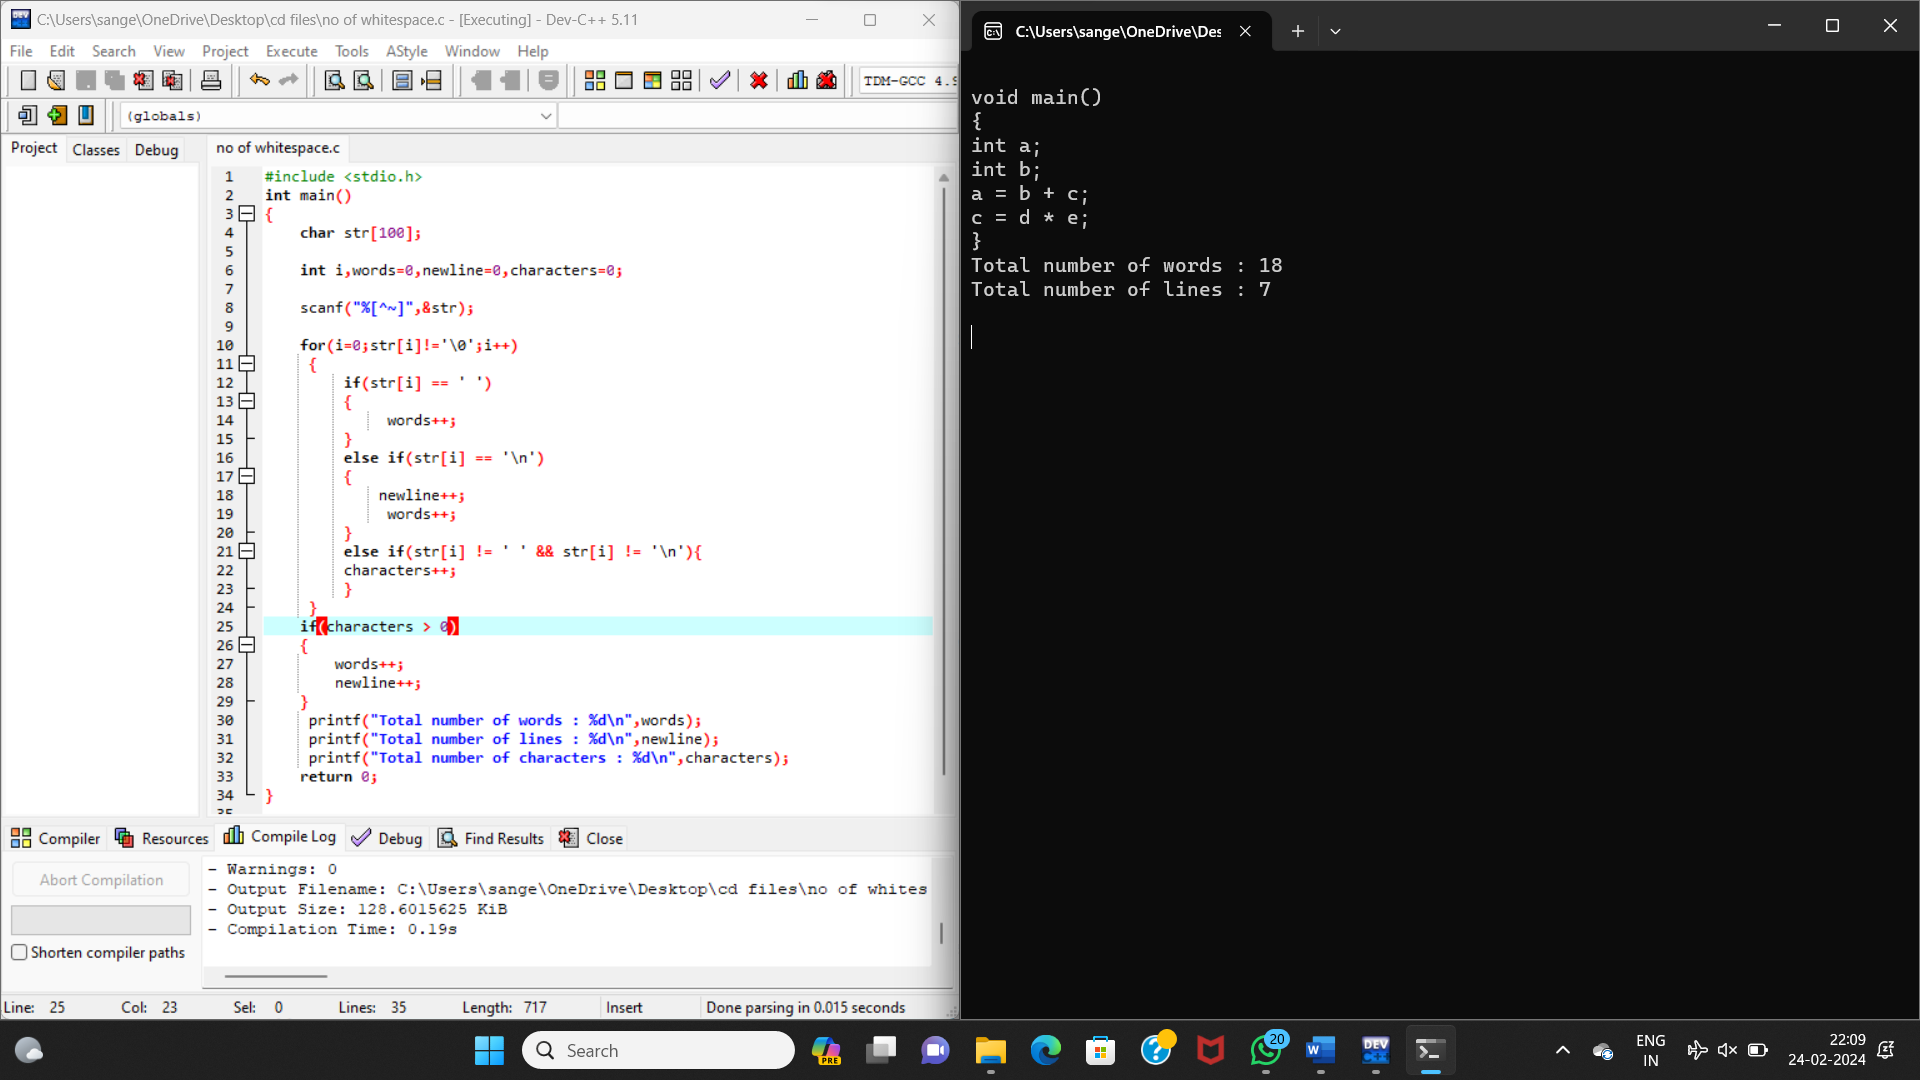 C:\Users\sange\OneDrive\Desktop\cd files\no of whitespace.c - [Executing] - Dev-C++ 5.11
File Edit Search View Project Execute Tools AStyle Window Help
TDM-GCC 4.9
(globals)
Project Classes Debug
no of whitespace.c
1 #include <stdio.h>
2 int main()
3 {
4 char str[100];
5
6 int i,words=0,newline=0,characters=0;
7
8 scanf("%[^~]",&str);
9
10 for(i=0;str[i]!='\0';i++)
11 {
12 if(str[i] == ' ')
13 {
14 words++;
15 }
16 else if(str[i] == '\n')
17 {
18 newline++;
19 words++;
20 }
21 else if(str[i] != ' ' && str[i] != '\n'){
22 characters++;
23 }
24 }
25 if(characters > 0)
26 {
27 words++;
28 newline++;
29 }
30 printf("Total number of words : %d\n",words);
31 printf("Total number of lines : %d\n",newline);
32 printf("Total number of characters : %d\n",characters);
33 return 0;
34 }
35
Compiler Resources Compile Log Debug Find Results Close
Abort Compilation
Shorten compiler paths
- Warnings: 0
- Output Filename: C:\Users\sange\OneDrive\Desktop\cd files\no of whites
- Output Size: 128.6015625 KiB
- Compilation Time: 0.19s
Line: 25 Col: 23 Sel: 0 Lines: 35 Length: 717 Insert Done parsing in 0.015 seconds
C:\Users\sange\OneDrive\Des
void main()
{
int a;
int b;
a = b + c;
c = d * e;
}
Total number of words : 18
Total number of lines : 7
Search
PRE
20
DEV
C++
ENG
IN
22:09
24-02-2024